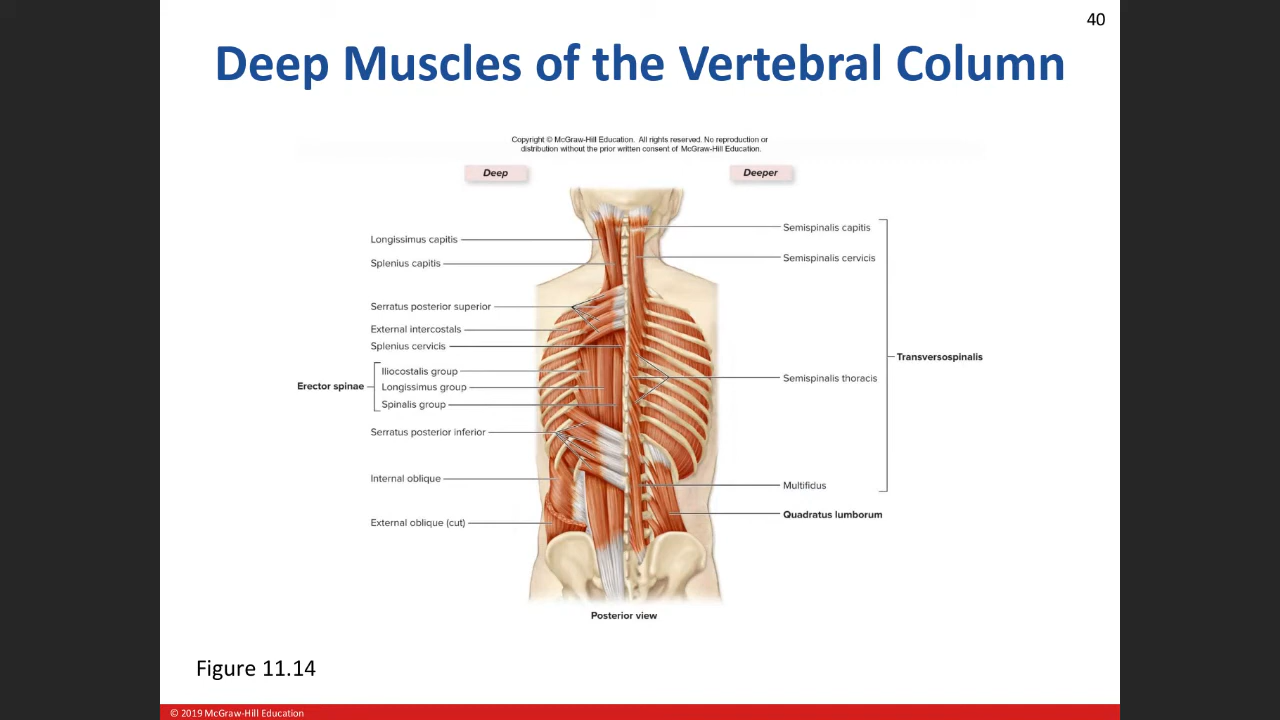 40
Deep Muscles of the Vertebral Column
Copyright © McGraw-Hill Education. All rights reserved. No reproduction or
distribution without the prior written consent of McGraw-Hill Education.
Deep
Deeper
Longissimus capitis
Splenius capitis
Serratus posterior superior
External intercostals
Splenius cervicis
Erector spinae
Iliocostalis group
Longissimus group
Spinalis group
Serratus posterior inferior
Internal oblique
External oblique (cut)
Semispinalis capitis
Semispinalis cervicis
Transversospinalis
Semispinalis thoracis
Multifidus
Quadratus lumborum
Posterior view
Figure 11.14
© 2019 McGraw-Hill Education